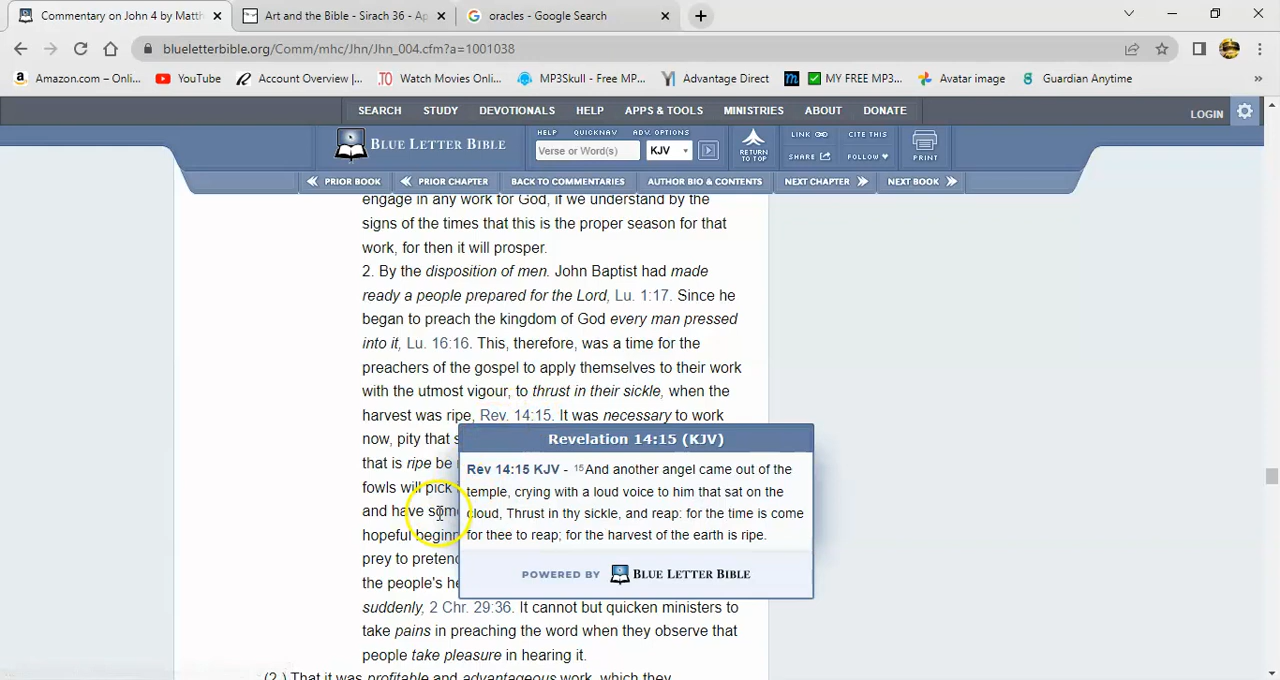 Commentary on John 4 by Matth
Art and the Bible - Sirach 36 - Ap
oracles - Google Search
blueletterbible.org/Comm/mhc/Jhn/Jhn_004.cfm?a=1001038
Amazon.com – Onli...
YouTube
Account Overview |...
.TO Watch Movies Onli...
MP3Skull - Free MP...
Advantage Direct
MY FREE MP3...
Avatar image
Guardian Anytime
»
SEARCH STUDY DEVOTIONALS HELP APPS & TOOLS MINISTRIES ABOUT DONATE
LOGIN
BLUE LETTER BIBLE
HELP QUICKNAV ADV. OPTIONS
Verse or Word(s)
KJV
RETURN
TO TOP
LINK
CITE THIS
SHARE
FOLLOW
PRINT
PRIOR BOOK PRIOR CHAPTER BACK TO COMMENTARIES AUTHOR BIO & CONTENTS NEXT CHAPTER NEXT BOOK
engage in any work for God, if we understand by the
signs of the times that this is the proper season for that
work, for then it will prosper.
2. By the disposition of men. John Baptist had made
ready a people prepared for the Lord, Lu. 1:17. Since he
began to preach the kingdom of God every man pressed
into it, Lu. 16:16. This, therefore, was a time for the
preachers of the gospel to apply themselves to their work
with the utmost vigour, to thrust in their sickle, when the
harvest was ripe, Rev. 14:15. It was necessary to work
now, pity that s
that is ripe be
fowls will pick
and have some
hopeful beginn
prey to pretend
the people's he
suddenly, 2 Chr. 29:36. It cannot but quicken ministers to
take pains in preaching the word when they observe that
people take pleasure in hearing it.
(2.) That it was profitable and advantageous work, which they
Revelation 14:15 (KJV)
Rev 14:15 KJV - 15 And another angel came out of the
temple, crying with a loud voice to him that sat on the
cloud, Thrust in thy sickle, and reap: for the time is come
for thee to reap; for the harvest of the earth is ripe.
POWERED BY BLUE LETTER BIBLE